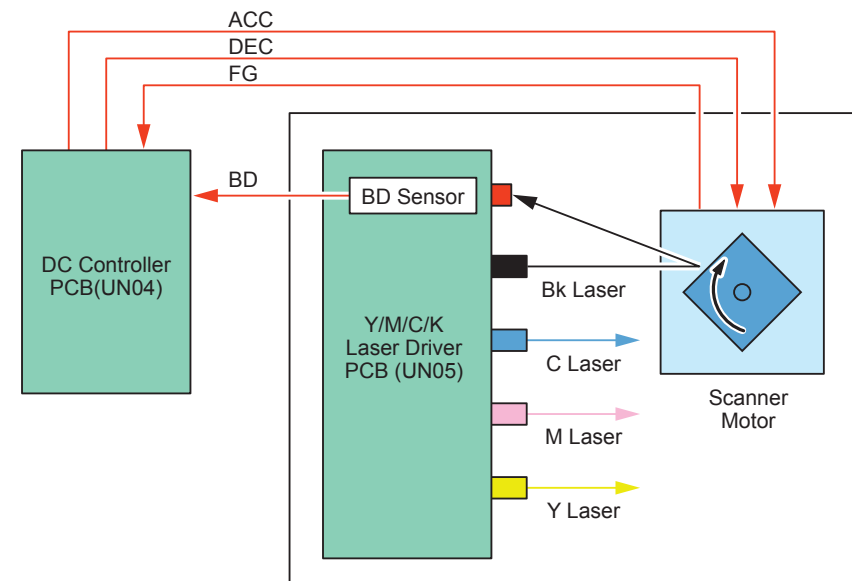 ACC
DEC
FG
BD
BD Sensor
DC Controller
PCB(UN04)
Bk Laser
Y/M/C/K
Laser Driver
PCB (UN05)
C Laser
Scanner
Motor
M Laser
Y Laser